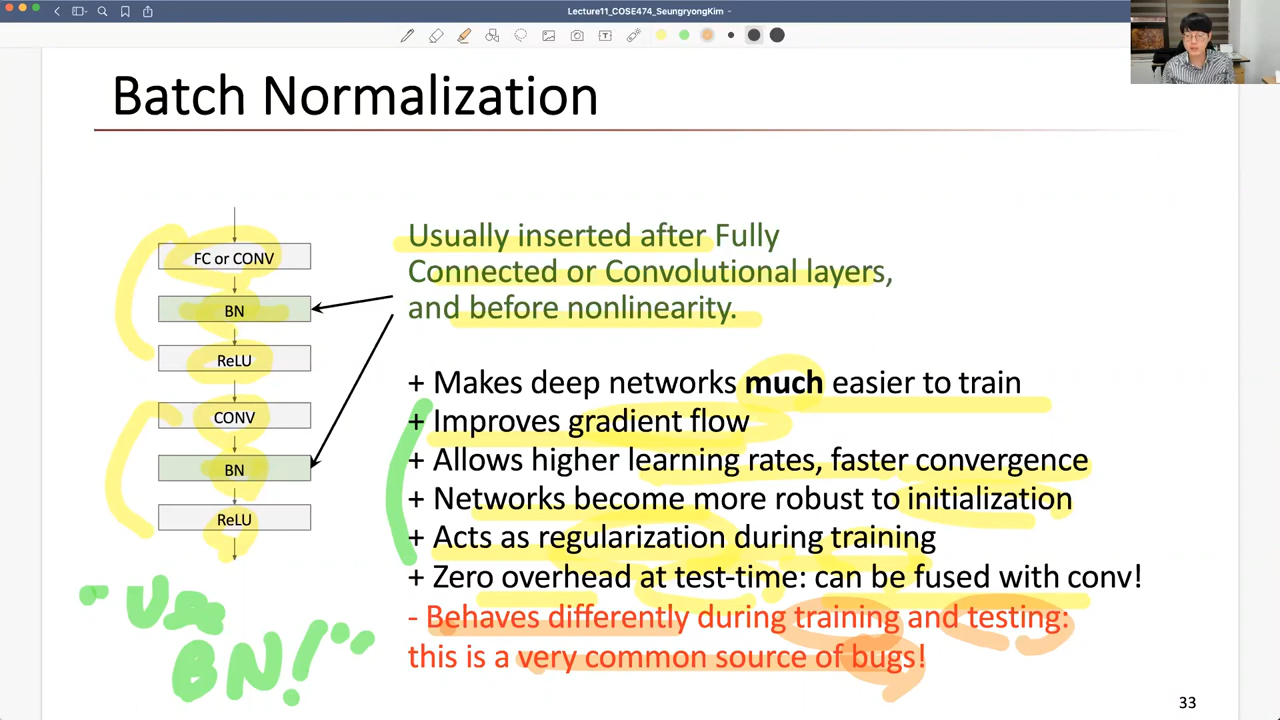 Lecture11_COSE474_SeungryongKim
Batch Normalization
FC or CONV
BN
ReLU
CONV
BN
ReLU
Usually inserted after Fully
Connected or Convolutional layers,
and before nonlinearity.
+ Makes deep networks much easier to train
+ Improves gradient flow
+ Allows higher learning rates, faster convergence
+ Networks become more robust to initialization
+ Acts as regularization during training
+ Zero overhead at test-time: can be fused with conv!
- Behaves differently during training and testing:
this is a very common source of bugs!
"Use
BN!"
33